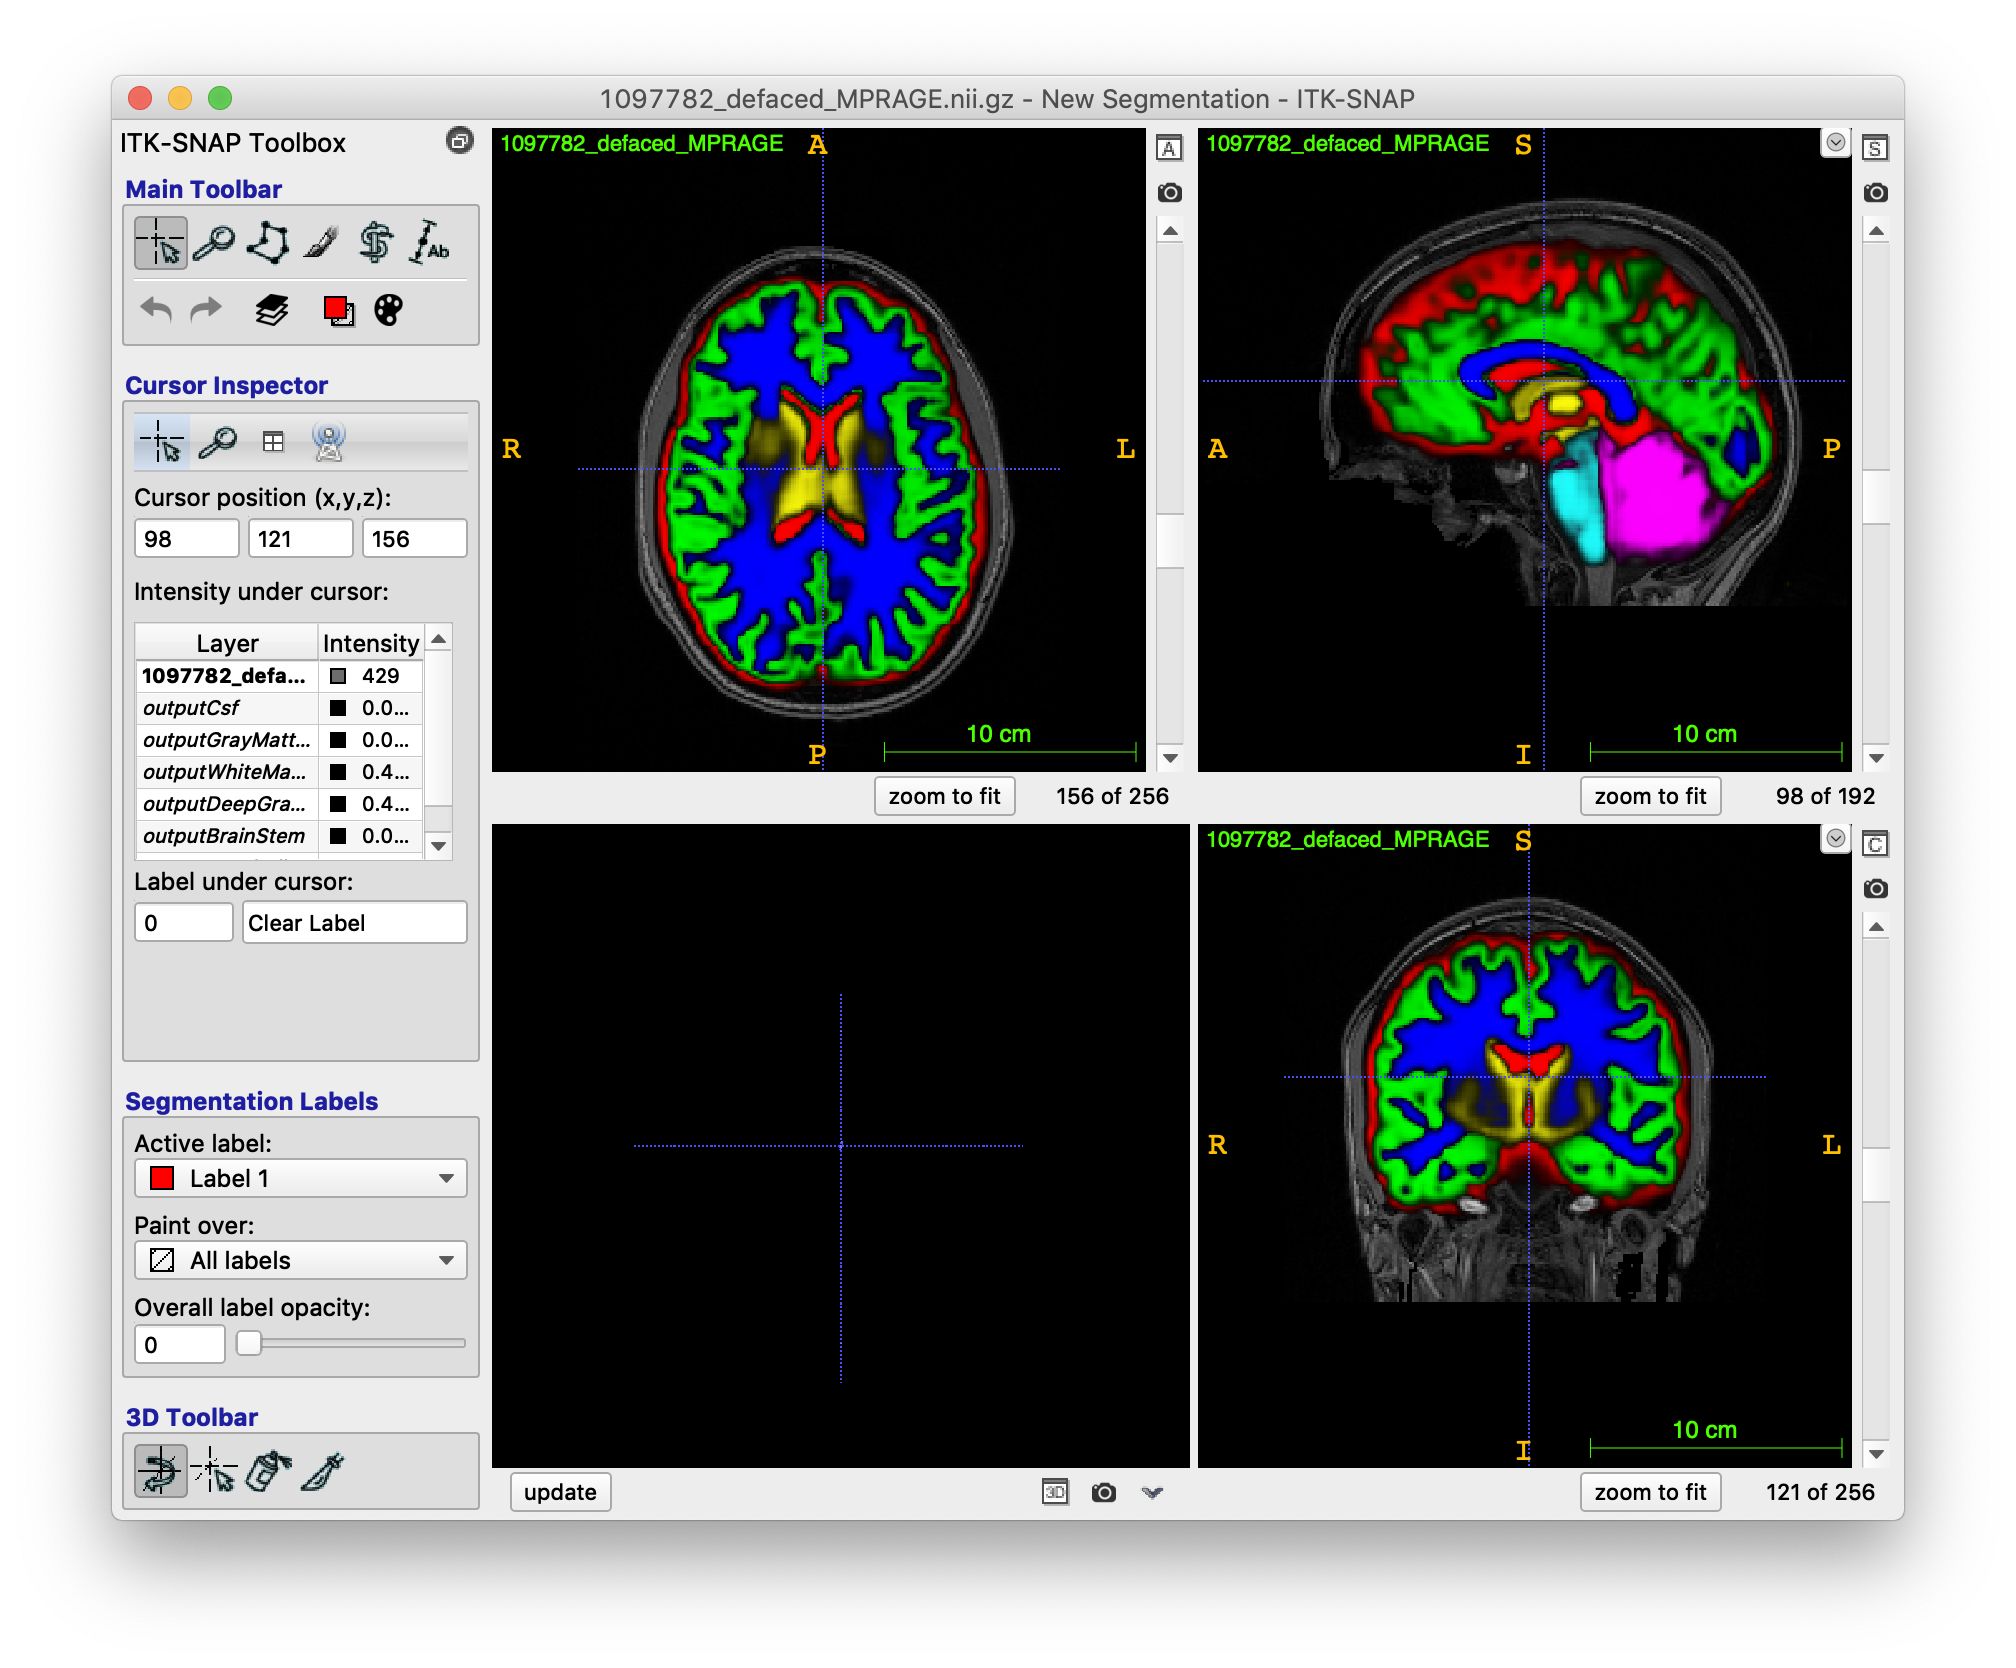 1097782_defaced_MPRAGE.nii.gz - New Segmentation - ITK-SNAP
ITK-SNAP Toolbox
Main Toolbar
Ab
Cursor Inspector
Cursor position (x,y,z):
98 121 156
Intensity under cursor:
Layer Intensity
1097782_defa... 429
outputCsf 0.0...
outputGrayMatt... 0.0...
outputWhiteMa... 0.4...
outputDeepGra... 0.4...
outputBrainStem 0.0...
Label under cursor:
0 Clear Label
Segmentation Labels
Active label:
Label 1
Paint over:
All labels
Overall label opacity:
0
3D Toolbar
1097782_defaced_MPRAGE A
A
R L
10 cm
P
zoom to fit 156 of 256
1097782_defaced_MPRAGE S
S
A P
10 cm
I
zoom to fit 98 of 192
update 3D
1097782_defaced_MPRAGE S
C
R L
10 cm
I
zoom to fit 121 of 256